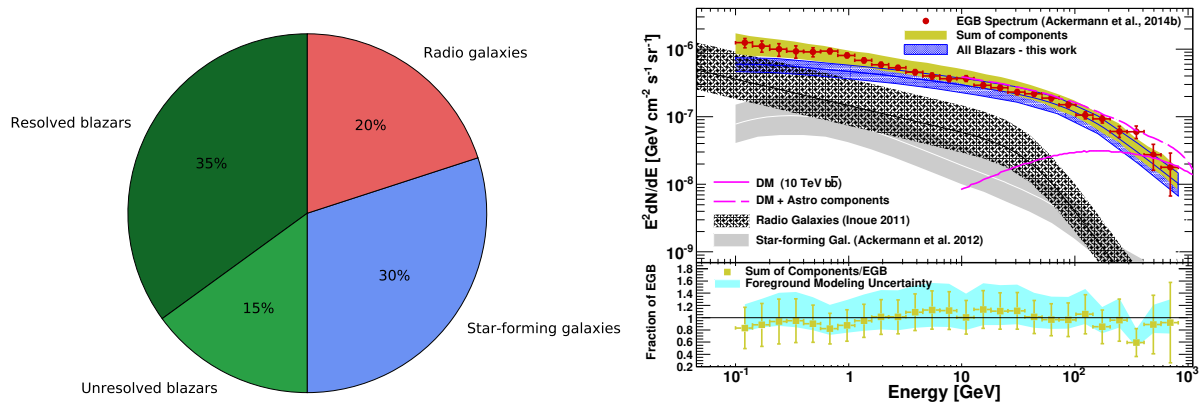 Radio galaxies
20%
Resolved blazars
35%
15%
30%
Star-forming galaxies
Unresolved blazars
E²dN/dE [GeV cm⁻² s⁻¹ sr⁻¹]
10⁻⁵
10⁻⁶
10⁻⁷
10⁻⁸
10⁻⁹
EGB Spectrum (Ackermann et al., 2014b)
Sum of components
All Blazars - this work
DM (10 TeV bb̄)
DM + Astro components
Radio Galaxies (Inoue 2011)
Star-forming Gal. (Ackermann et al. 2012)
Fraction of EGB
1.8
1.6
1.4
1.2
1
0.8
0.6
0.4
0.2
Sum of Components/EGB
Foreground Modeling Uncertainty
10⁻¹ 1 10 10² 10³
Energy [GeV]